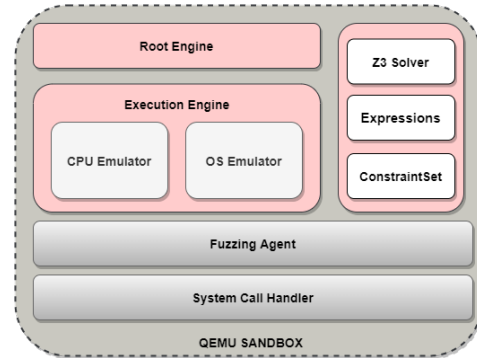 Root Engine
Execution Engine
CPU Emulator
OS Emulator
Z3 Solver
Expressions
ConstraintSet
Fuzzing Agent
System Call Handler
QEMU SANDBOX